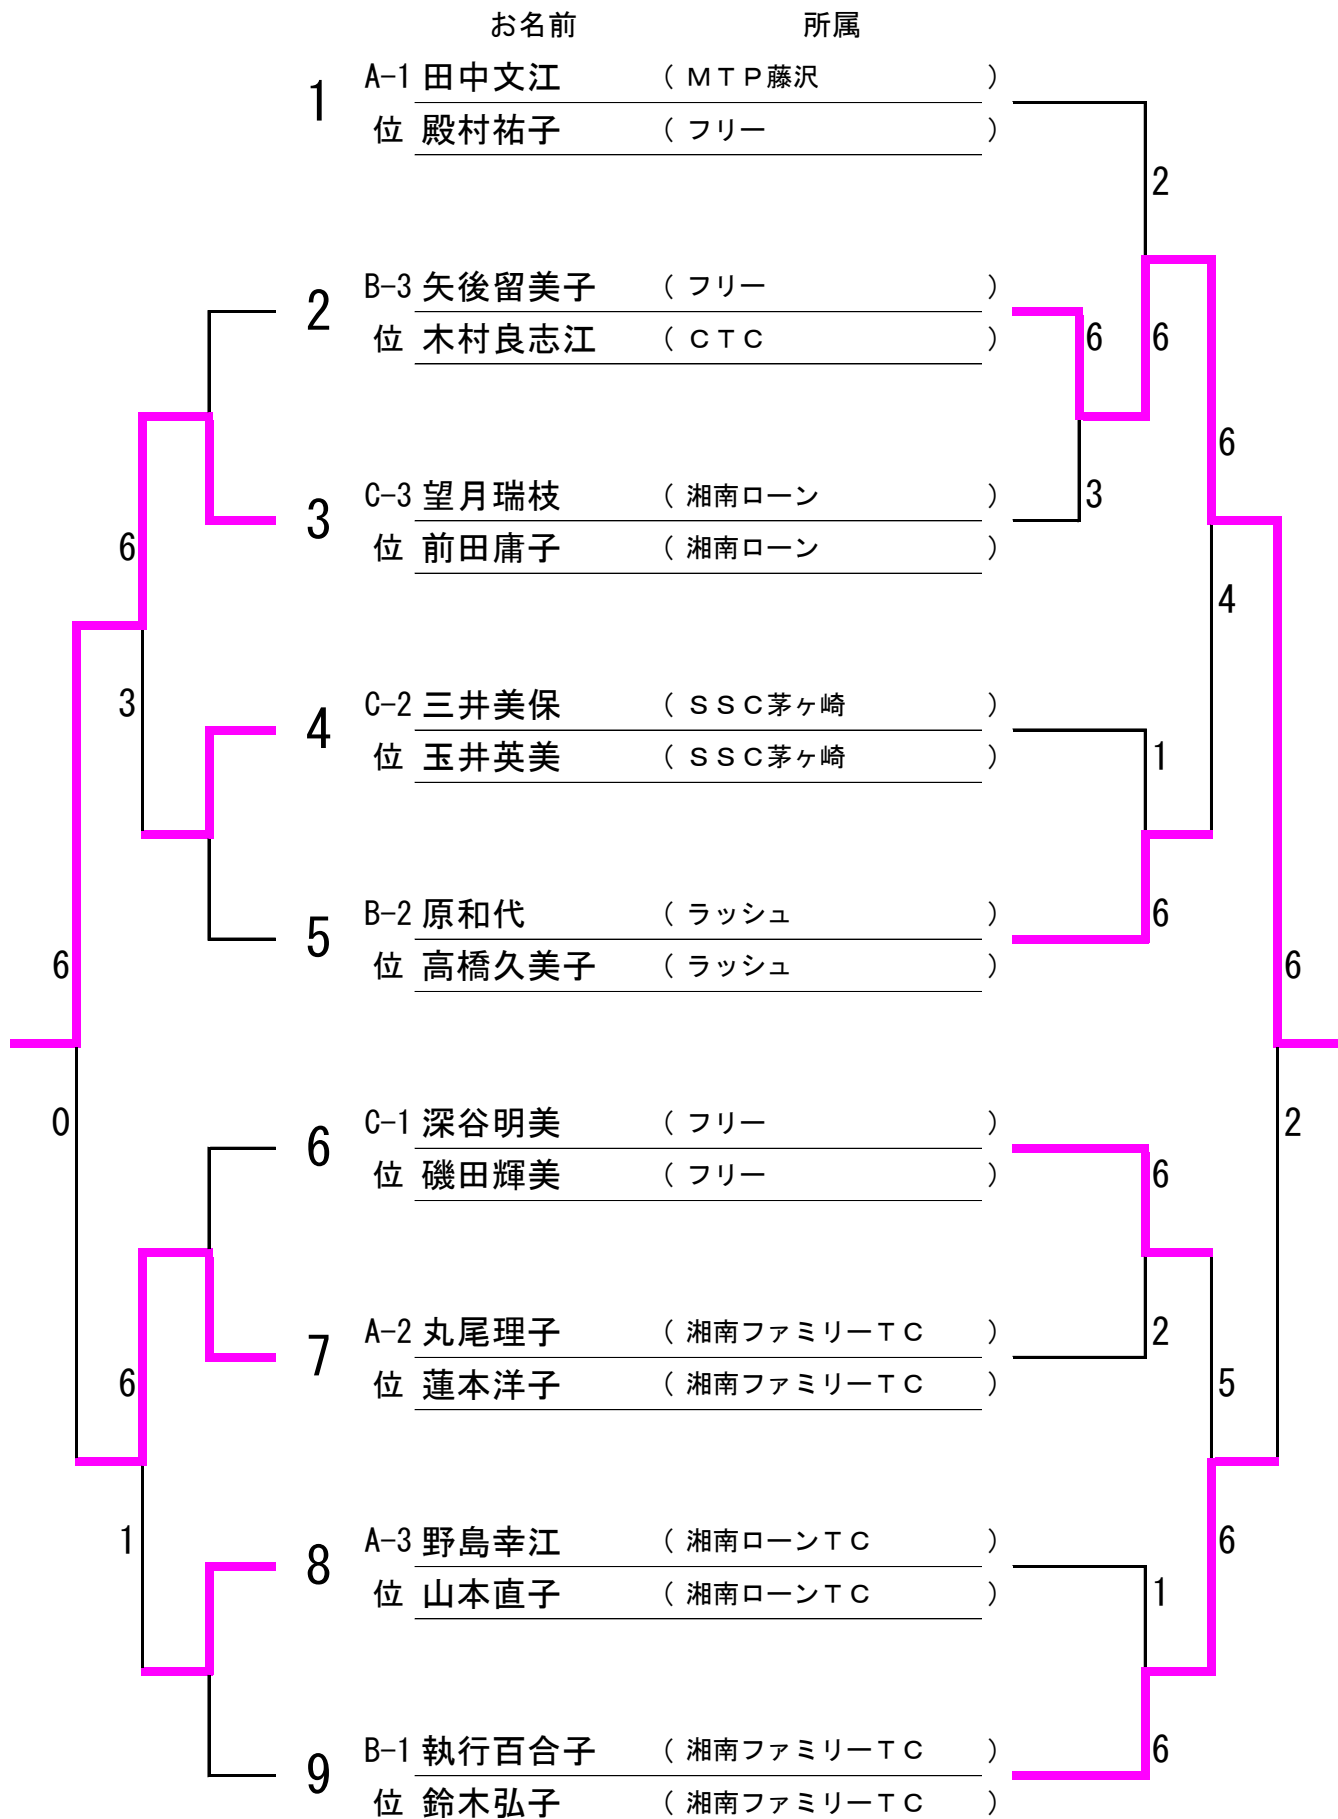 お名前 所属
1 A-1 田中文江 ( ＭＴＰ藤沢 )
位 殿村祐子 ( フリー )
2
2 B-3 矢後留美子 ( フリー )
位 木村良志江 ( ＣＴＣ )
6 6
6
3 C-3 望月瑞枝 ( 湘南ローン )
3
6 位 前田庸子 ( 湘南ローン )
4
3 4 C-2 三井美保 ( ＳＳＣ茅ヶ崎 )
位 玉井英美 ( ＳＳＣ茅ヶ崎 )
1
5 B-2 原和代 ( ラッシュ )
6
6 位 高橋久美子 ( ラッシュ ) 6
0 6 C-1 深谷明美 ( フリー ) 2
位 磯田輝美 ( フリー )
6
7 A-2 丸尾理子 ( 湘南ファミリーＴＣ )
2
6 位 蓮本洋子 ( 湘南ファミリーＴＣ ) 5
1 8 A-3 野島幸江 ( 湘南ローンＴＣ ) 6
位 山本直子 ( 湘南ローンＴＣ )
1
9 B-1 執行百合子 ( 湘南ファミリーＴＣ ) 6
位 鈴木弘子 ( 湘南ファミリーＴＣ )